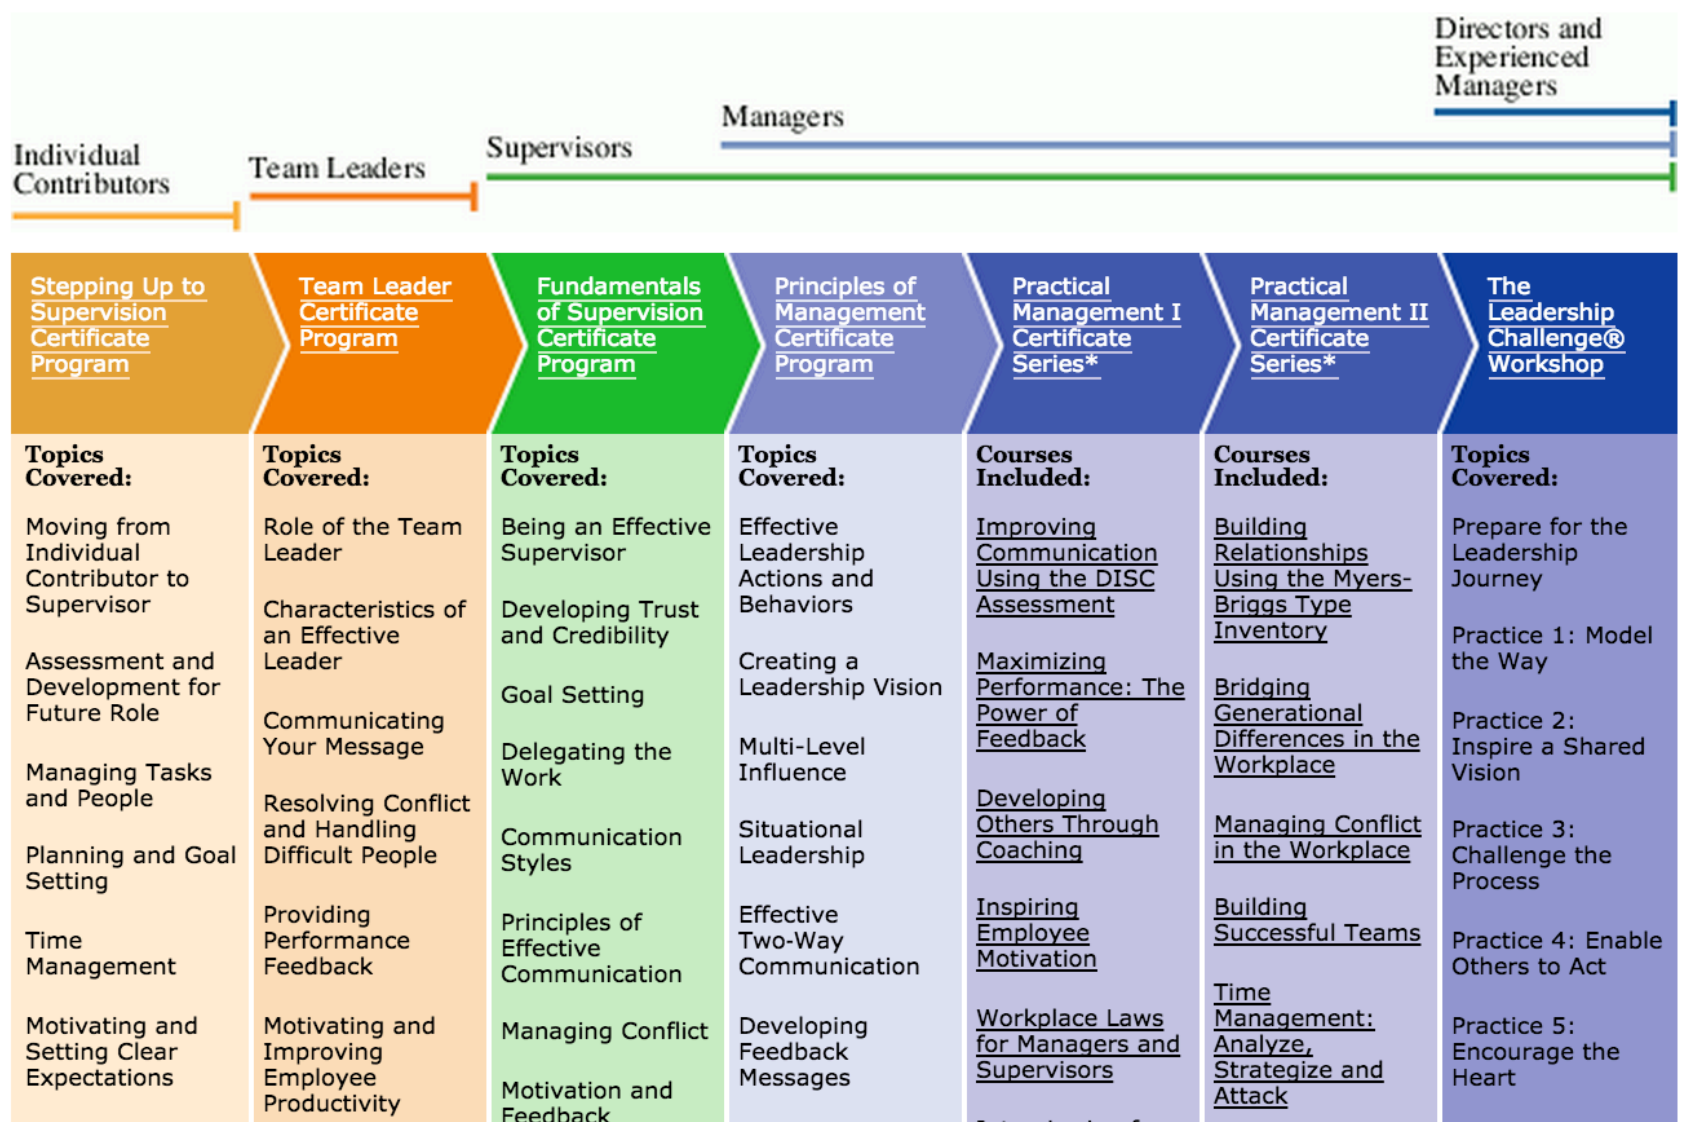 Directors and
Experienced
Managers
Managers
Supervisors
Team Leaders
Individual
Contributors
Stepping Up to
Supervision
Certificate
Program
Team Leader
Certificate
Program
Fundamentals
of Supervision
Certificate
Program
Principles of
Management
Certificate
Program
Practical
Management I
Certificate
Series*
Practical
Management II
Certificate
Series*
The
Leadership
Challenge®
Workshop
Topics
Covered:
Moving from
Individual
Contributor to
Supervisor
Assessment and
Development for
Future Role
Managing Tasks
and People
Planning and Goal
Setting
Time
Management
Motivating and
Setting Clear
Expectations
Topics
Covered:
Role of the Team
Leader
Characteristics of
an Effective
Leader
Communicating
Your Message
Resolving Conflict
and Handling
Difficult People
Providing
Performance
Feedback
Motivating and
Improving
Employee
Productivity
Topics
Covered:
Being an Effective
Supervisor
Developing Trust
and Credibility
Goal Setting
Delegating the
Work
Communication
Styles
Principles of
Effective
Communication
Managing Conflict
Motivation and
Feedback
Topics
Covered:
Effective
Leadership
Actions and
Behaviors
Creating a
Leadership Vision
Multi-Level
Influence
Situational
Leadership
Effective
Two-Way
Communication
Developing
Feedback
Messages
Courses
Included:
Improving
Communication
Using the DISC
Assessment
Maximizing
Performance: The
Power of
Feedback
Developing
Others Through
Coaching
Inspiring
Employee
Motivation
Workplace Laws
for Managers and
Supervisors
Courses
Included:
Building
Relationships
Using the Myers-
Briggs Type
Inventory
Bridging
Generational
Differences in the
Workplace
Managing Conflict
in the Workplace
Building
Successful Teams
Time
Management:
Analyze,
Strategize and
Attack
Topics
Covered:
Prepare for the
Leadership
Journey
Practice 1: Model
the Way
Practice 2:
Inspire a Shared
Vision
Practice 3:
Challenge the
Process
Practice 4: Enable
Others to Act
Practice 5:
Encourage the
Heart